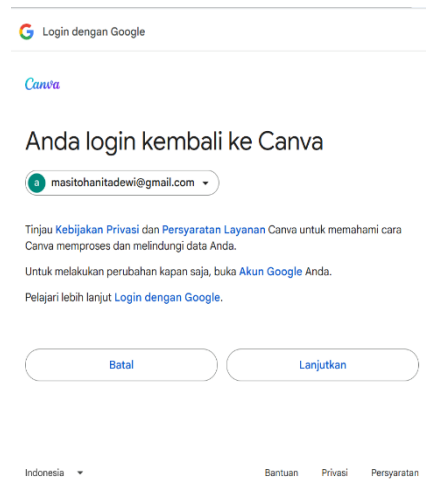 Login dengan Google
Canva
Anda login kembali ke Canva
a masitohanitadewi@gmail.com
Tinjau Kebijakan Privasi dan Persyaratan Layanan Canva untuk memahami cara
Canva memproses dan melindungi data Anda.
Untuk melakukan perubahan kapan saja, buka Akun Google Anda.
Pelajari lebih lanjut Login dengan Google.
Batal Lanjutkan
Indonesia Bantuan Privasi Persyaratan